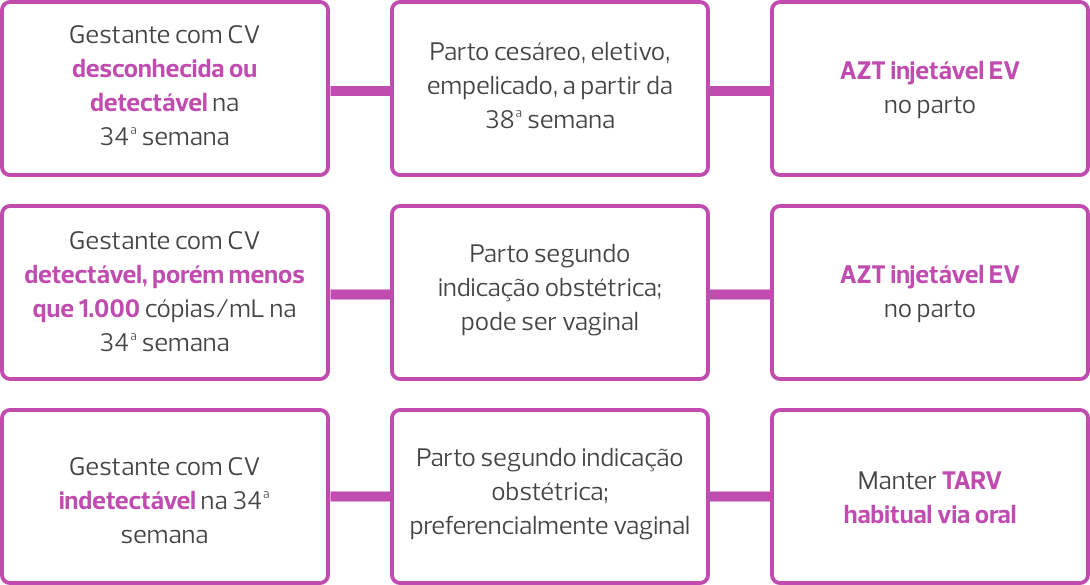 Gestante com CV
desconhecida ou
detectável na
34ª semana
Parto cesáreo, eletivo,
empelicado, a partir da
38ª semana
AZT injetável EV
no parto
Gestante com CV
detectável, porém menos
que 1.000 cópias/mL na
34ª semana
Parto segundo
indicação obstétrica;
pode ser vaginal
AZT injetável EV
no parto
Gestante com CV
indetectável na 34ª
semana
Parto segundo indicação
obstétrica;
preferencialmente vaginal
Manter TARV
habitual via oral